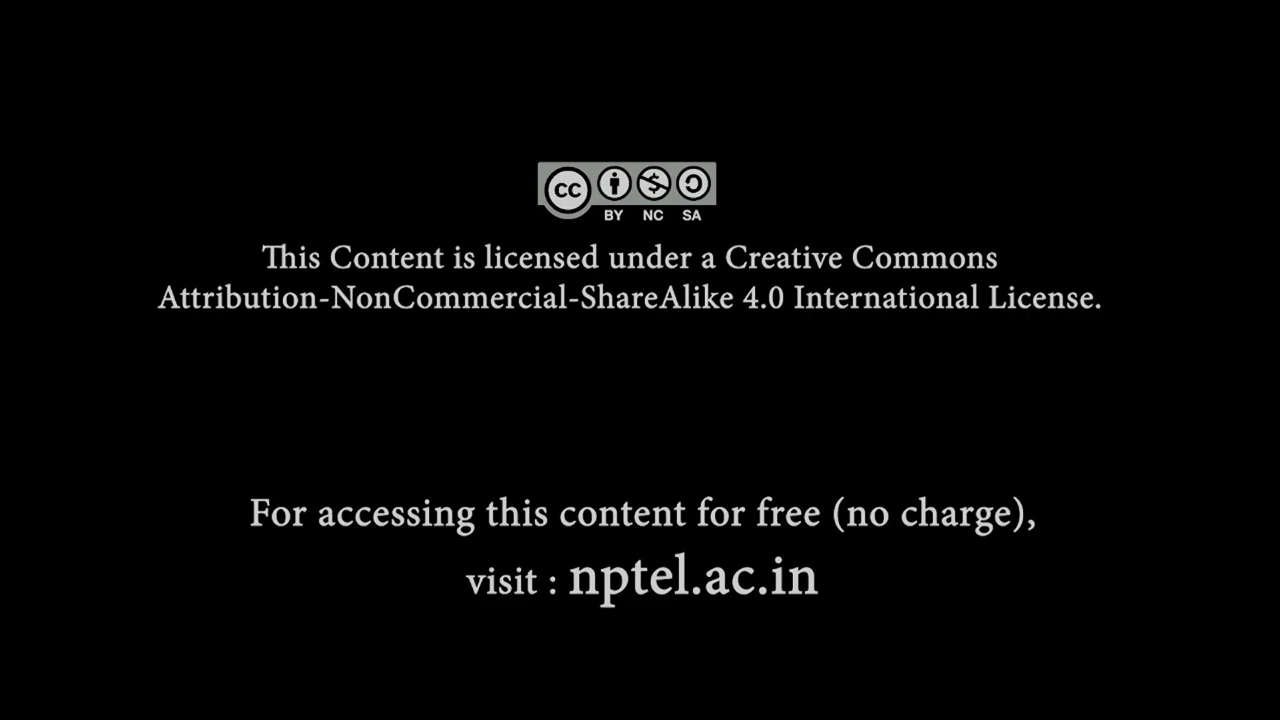 cc
BY NC SA
This Content is licensed under a Creative Commons
Attribution-NonCommercial-ShareAlike 4.0 International License.
For accessing this content for free (no charge),
visit : nptel.ac.in